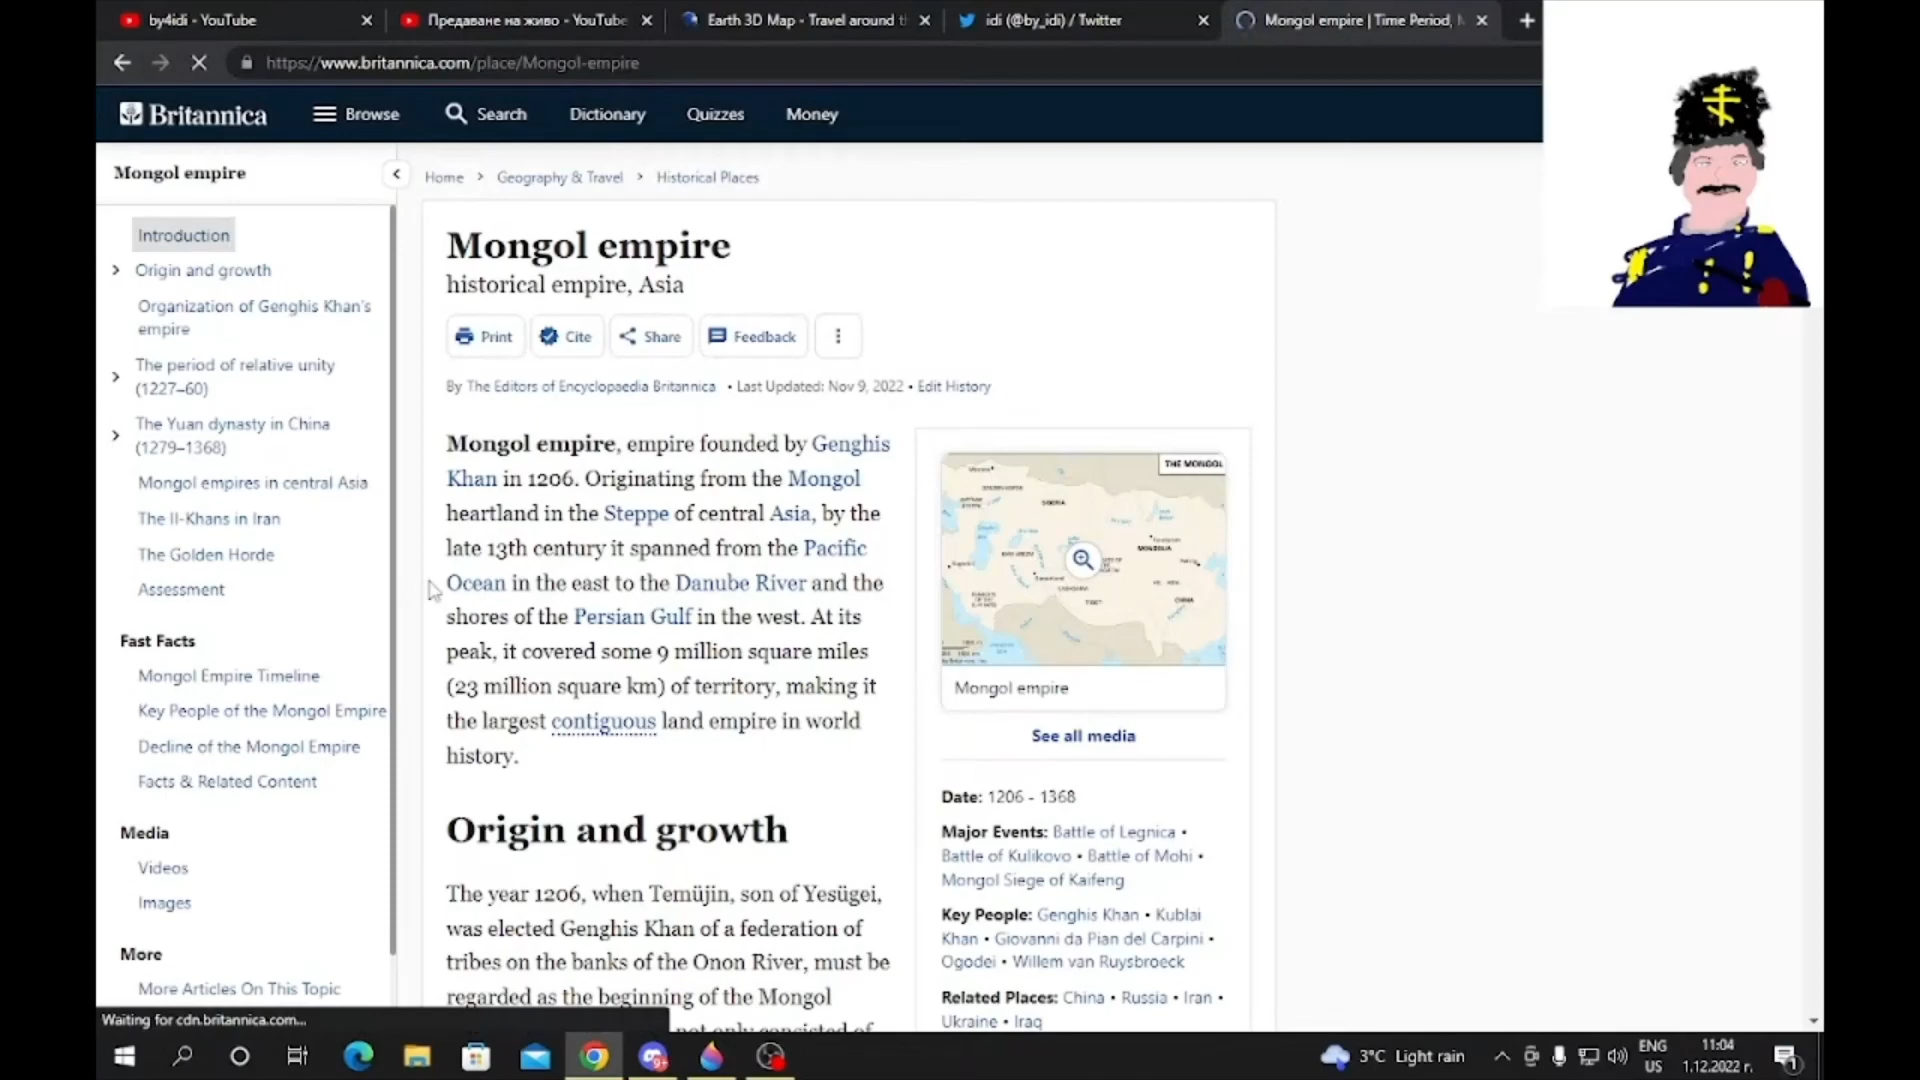 by4idi - YouTube
Предаване на живо - YouTube
Earth 3D Map - Travel around t
idi (@by_idi) / Twitter
Mongol empire | Time Period,
https://www.britannica.com/place/Mongol-empire
Britannica
Browse
Search
Dictionary
Quizzes
Money
Mongol empire
Introduction
Origin and growth
Organization of Genghis Khan's
empire
The period of relative unity
(1227–60)
The Yuan dynasty in China
(1279–1368)
Mongol empires in central Asia
The Il-Khans in Iran
The Golden Horde
Assessment
Fast Facts
Mongol Empire Timeline
Key People of the Mongol Empire
Decline of the Mongol Empire
Facts & Related Content
Media
Videos
Images
More
More Articles On This Topic
Waiting for cdn.britannica.com...
Home > Geography & Travel > Historical Places
Mongol empire
historical empire, Asia
Print
Cite
Share
Feedback
By The Editors of Encyclopaedia Britannica • Last Updated: Nov 9, 2022 • Edit History
Mongol empire, empire founded by Genghis
Khan in 1206. Originating from the Mongol
heartland in the Steppe of central Asia, by the
late 13th century it spanned from the Pacific
Ocean in the east to the Danube River and the
shores of the Persian Gulf in the west. At its
peak, it covered some 9 million square miles
(23 million square km) of territory, making it
the largest contiguous land empire in world
history.
Origin and growth
The year 1206, when Temüjin, son of Yesügei,
was elected Genghis Khan of a federation of
tribes on the banks of the Onon River, must be
regarded as the beginning of the Mongol
not only consisted of
THE MONGOL
SIBERIA
MONGOLIA
TIBET
CHINA
Mongol empire
See all media
Date: 1206 - 1368
Major Events: Battle of Legnica •
Battle of Kulikovo • Battle of Mohi •
Mongol Siege of Kaifeng
Key People: Genghis Khan • Kublai
Khan • Giovanni da Pian del Carpini •
Ogodei • Willem van Ruysbroeck
Related Places: China • Russia • Iran •
Ukraine • Iraq
9+
3°C Light rain
ENG
US
11:04
1.12.2022 г.
1